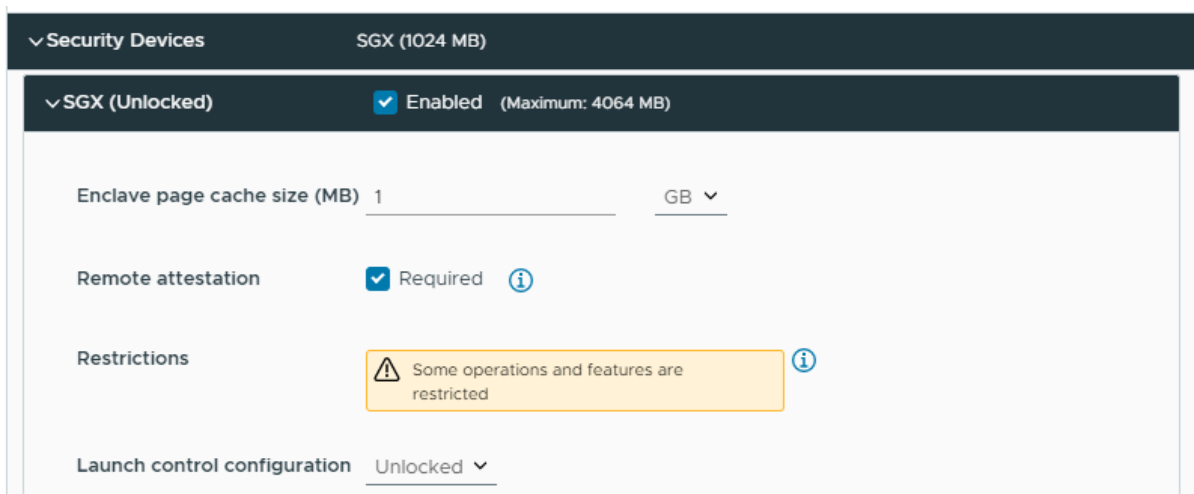 Security Devices SGX (1024 MB)
SGX (Unlocked) Enabled (Maximum: 4064 MB)
Enclave page cache size (MB) 1 GB
Remote attestation Required
Restrictions Some operations and features are
restricted
Launch control configuration Unlocked